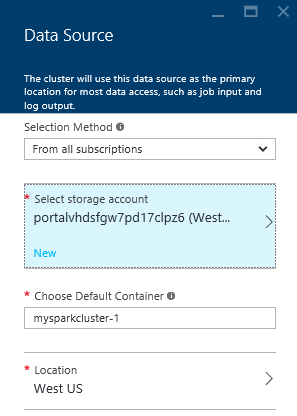 Data Source
The cluster will use this data source as the primary
location for most data access, such as job input and
log output.
Selection Method
From all subscriptions
* Select storage account
portalvhdsfgw7pd17clpz6 (West...
New
* Choose Default Container
mysparkcluster-1
* Location
West US